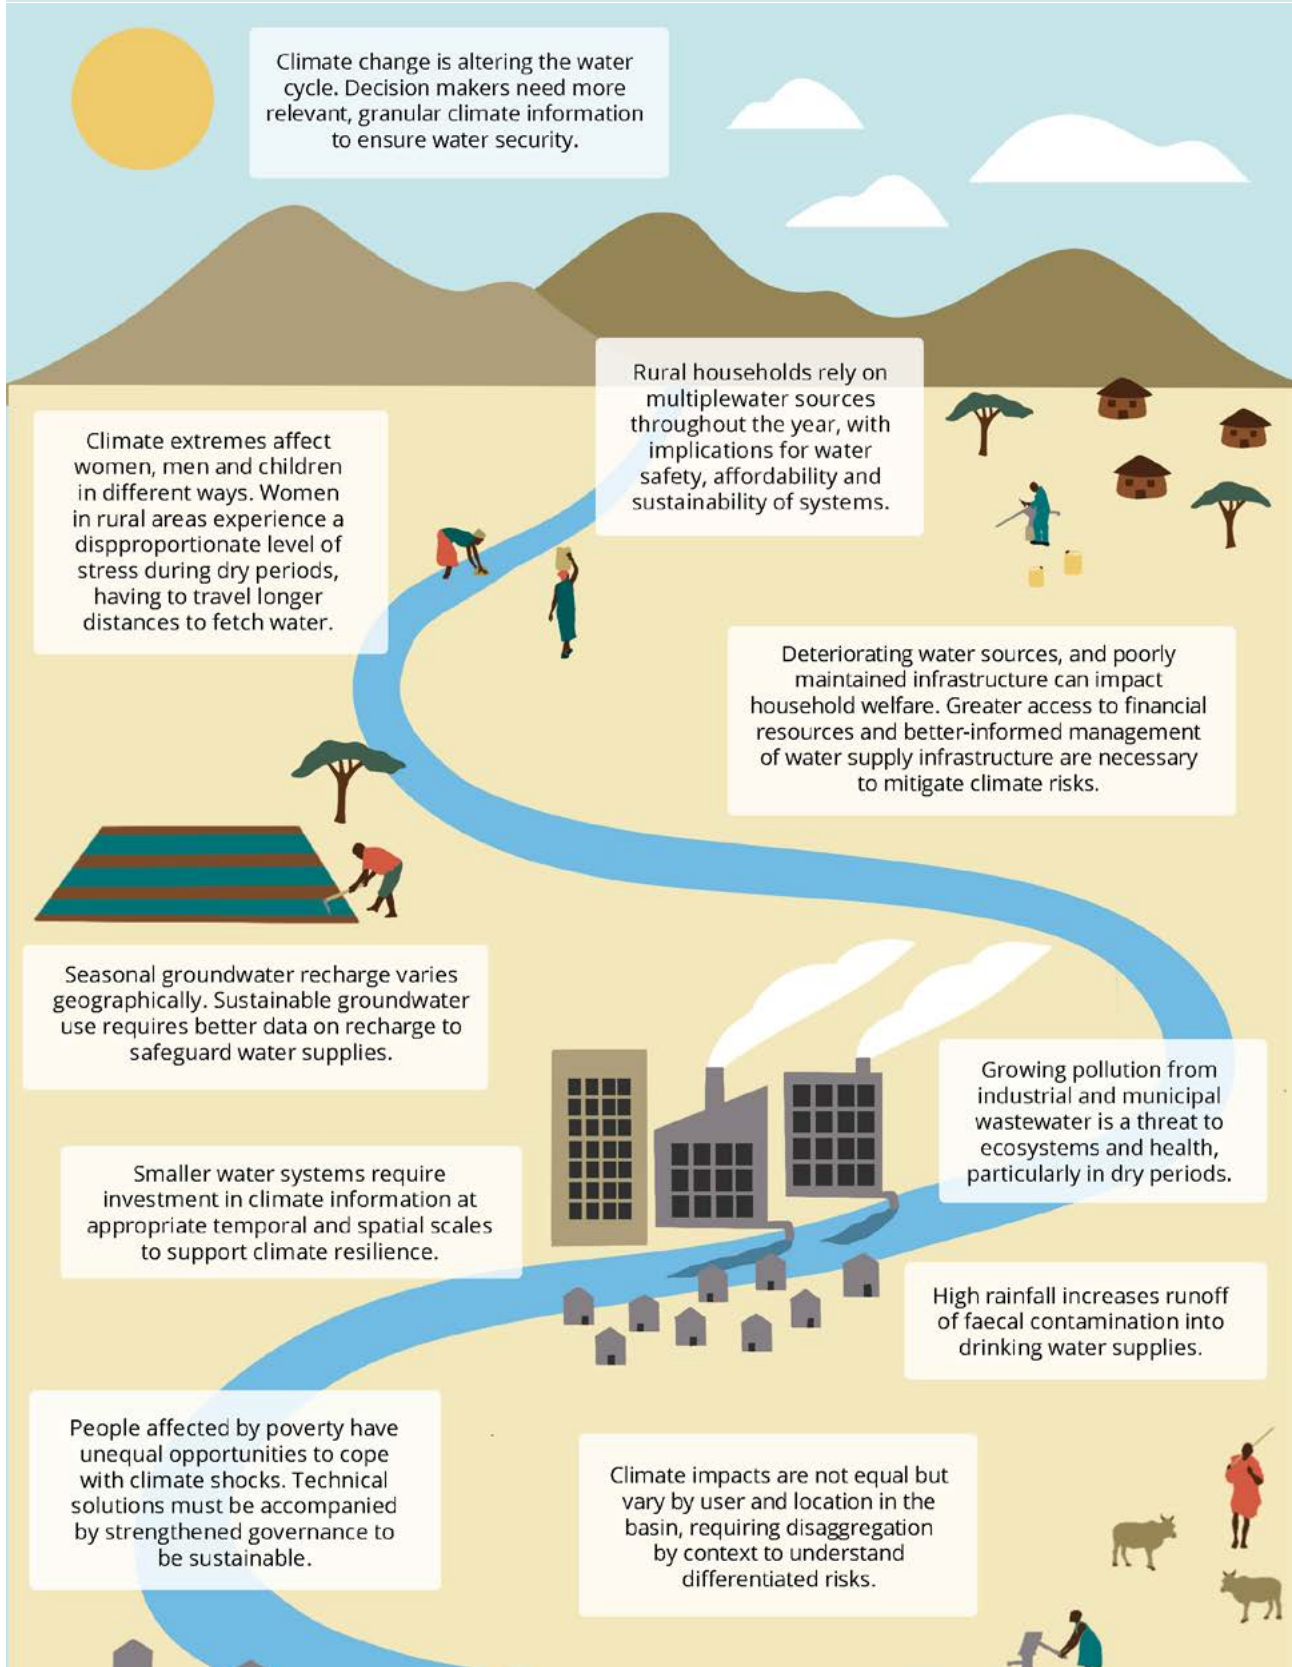 Climate change is altering the water
cycle. Decision makers need more
relevant, granular climate information
to ensure water security.
Rural households rely on
multiplewater sources
throughout the year, with
implications for water
safety, affordability and
sustainability of systems.
Climate extremes affect
women, men and children
in different ways. Women
in rural areas experience a
dispproportionate level of
stress during dry periods,
having to travel longer
distances to fetch water.
Deteriorating water sources, and poorly
maintained infrastructure can impact
household welfare. Greater access to financial
resources and better-informed management
of water supply infrastructure are necessary
to mitigate climate risks.
Seasonal groundwater recharge varies
geographically. Sustainable groundwater
use requires better data on recharge to
safeguard water supplies.
Growing pollution from
industrial and municipal
wastewater is a threat to
ecosystems and health,
particularly in dry periods.
Smaller water systems require
investment in climate information at
appropriate temporal and spatial scales
to support climate resilience.
High rainfall increases runoff
of faecal contamination into
drinking water supplies.
People affected by poverty have
unequal opportunities to cope
with climate shocks. Technical
solutions must be accompanied
by strengthened governance to
be sustainable.
Climate impacts are not equal but
vary by user and location in the
basin, requiring disaggregation
by context to understand
differentiated risks.